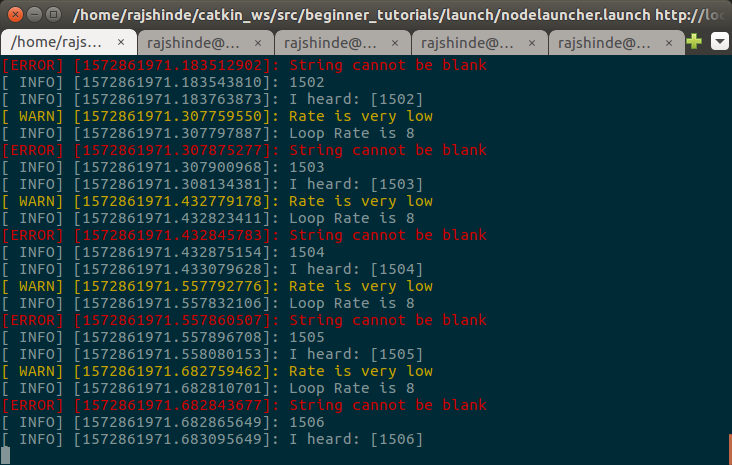 /home/rajshinde/catkin_ws/src/beginner_tutorials/launch/nodelauncher.launch http://loc
/home/rajs... × rajshinde@... × rajshinde@... × rajshinde@... × rajshinde@... ×
[ERROR] [1572861971.183512902]: String cannot be blank
[ INFO] [1572861971.183543810]: 1502
[ INFO] [1572861971.183763873]: I heard: [1502]
[ WARN] [1572861971.307759550]: Rate is very low
[ INFO] [1572861971.307797887]: Loop Rate is 8
[ERROR] [1572861971.307875277]: String cannot be blank
[ INFO] [1572861971.307900968]: 1503
[ INFO] [1572861971.308134381]: I heard: [1503]
[ WARN] [1572861971.432779178]: Rate is very low
[ INFO] [1572861971.432823411]: Loop Rate is 8
[ERROR] [1572861971.432845783]: String cannot be blank
[ INFO] [1572861971.432875154]: 1504
[ INFO] [1572861971.433079628]: I heard: [1504]
[ WARN] [1572861971.557792776]: Rate is very low
[ INFO] [1572861971.557832106]: Loop Rate is 8
[ERROR] [1572861971.557860507]: String cannot be blank
[ INFO] [1572861971.557896708]: 1505
[ INFO] [1572861971.558080153]: I heard: [1505]
[ WARN] [1572861971.682759462]: Rate is very low
[ INFO] [1572861971.682810701]: Loop Rate is 8
[ERROR] [1572861971.682843677]: String cannot be blank
[ INFO] [1572861971.682865649]: 1506
[ INFO] [1572861971.683095649]: I heard: [1506]